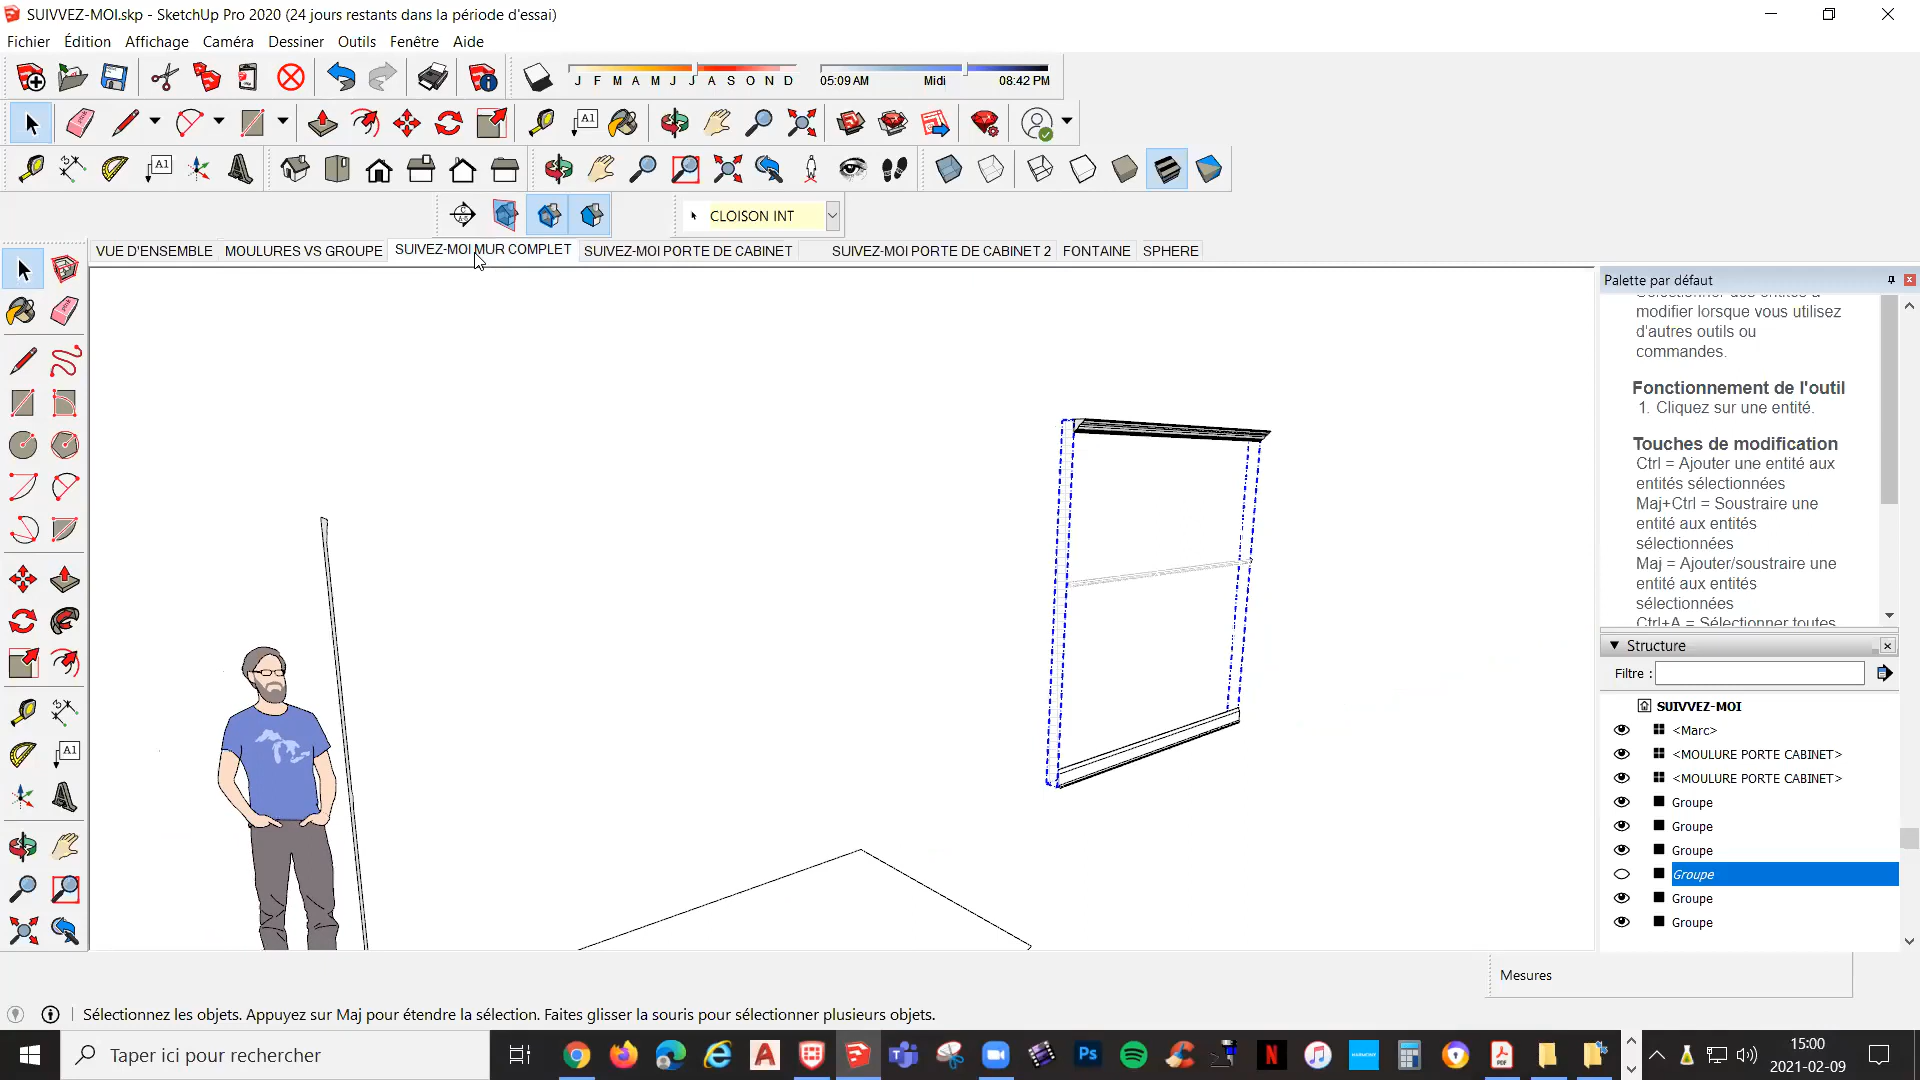 SUIVVEZ-MOI.skp - SketchUp Pro 2020 (24 jours restants dans la période d'essai)
Fichier Édition Affichage Caméra Dessiner Outils Fenêtre Aide
J F M A M J J A S O N D 05:09 AM Midi 08:42 PM
A1
A1
CLOISON INT
VUE D'ENSEMBLE MOULURES VS GROUPE SUIVEZ-MOI MUR COMPLET SUIVEZ-MOI PORTE DE CABINET SUIVEZ-MOI PORTE DE CABINET 2 FONTAINE SPHERE
Palette par défaut
modifier lorsque vous utilisez
d'autres outils ou
commandes.
Fonctionnement de l'outil
1. Cliquez sur une entité.
Touches de modification
Ctrl = Ajouter une entité aux
entités sélectionnées
Maj+Ctrl = Soustraire une
entité aux entités
sélectionnées
Maj = Ajouter/soustraire une
entité aux entités
sélectionnées
Ctrl+A = Sélectionner toutes
Structure
Filtre :
SUIVVEZ-MOI
<Marc>
<MOULURE PORTE CABINET>
<MOULURE PORTE CABINET>
Groupe
Groupe
Groupe
Groupe
Groupe
Groupe
A1
Mesures
Sélectionnez les objets. Appuyez sur Maj pour étendre la sélection. Faites glisser la souris pour sélectionner plusieurs objets.
Taper ici pour rechercher
15:00
2021-02-09